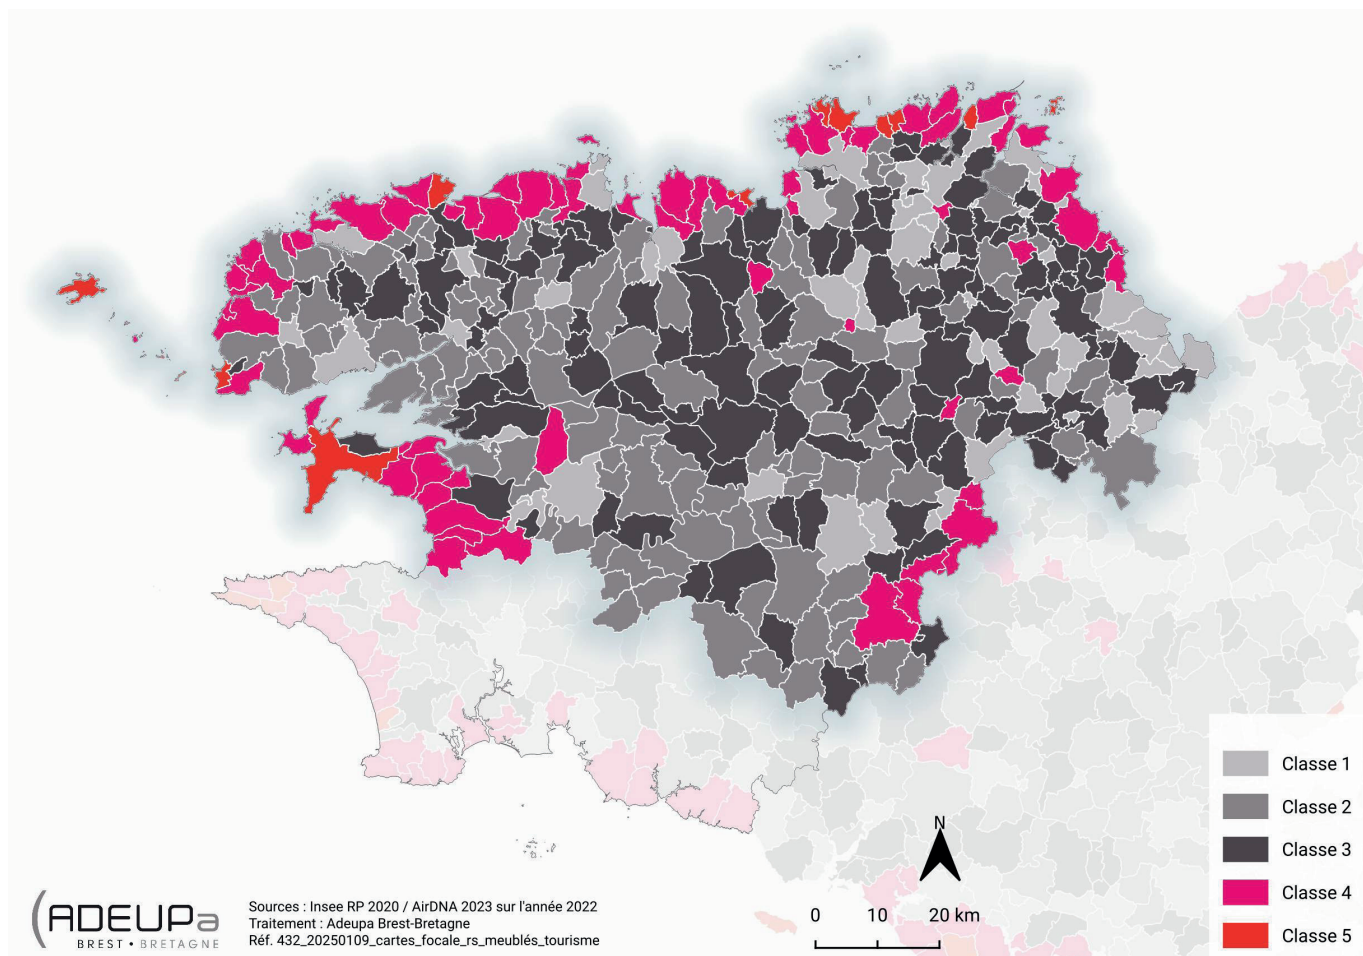 Classe 1
Classe 2
Classe 3
Classe 4
Classe 5
N
0 10 20 km
ADEUPa
BREST • BRETAGNE
Sources : Insee RP 2020 / AirDNA 2023 sur l'année 2022
Traitement : Adeupa Brest-Bretagne
Réf. 432_20250109_cartes_focale_rs_meublés_tourisme